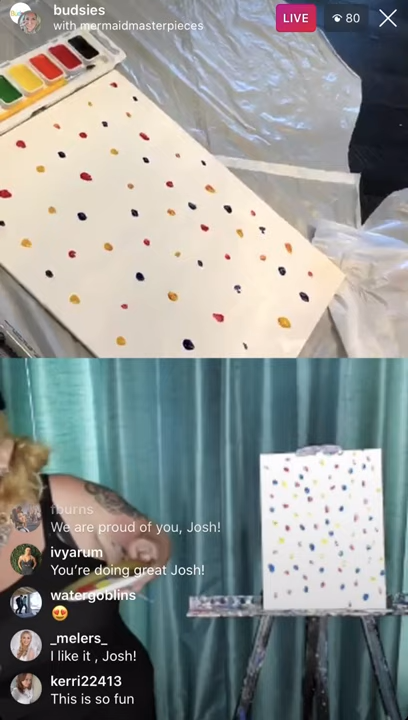 budsies
with mermaidmasterpieces
LIVE
80
fburns
We are proud of you, Josh!
ivyarum
You're doing great Josh!
watergoblins
😍
_melers_
I like it , Josh!
kerri22413
This is so fun